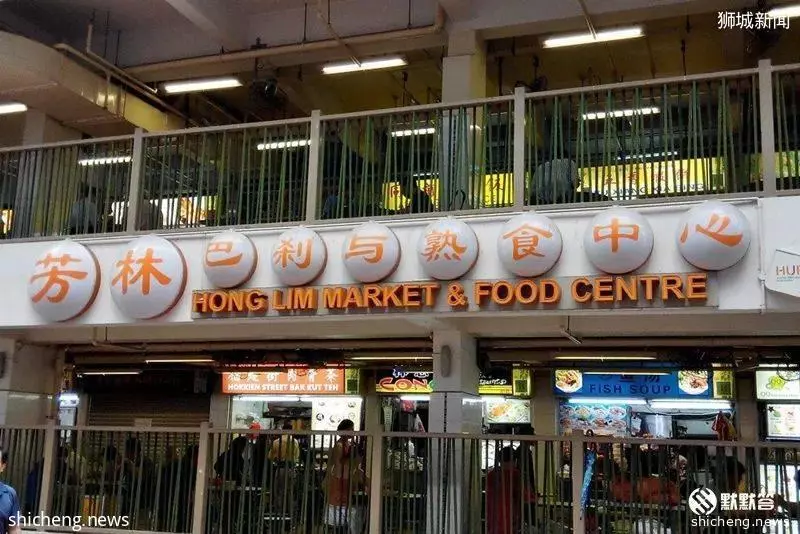 狮城新闻
芳林巴刹与熟食中心
HONG LIM MARKET & FOOD CENTRE
HOKKIEN STREET BAK KUT TEH
FISH SOUP
shicheng.news
默默答
shicheng.news